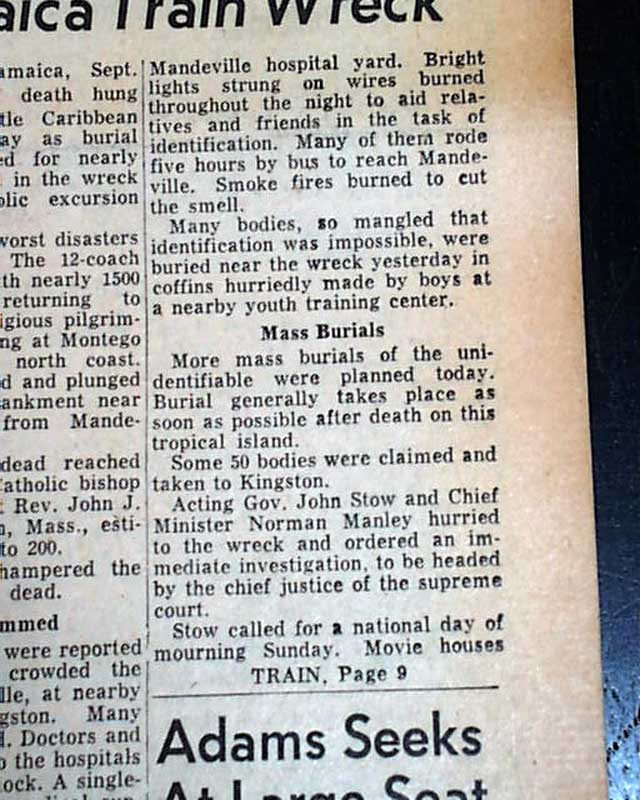 aica Train Wreck
amaica, Sept.
death hung
tle Caribbean
ay as burial
ed for nearly
in the wreck
olic excursion
worst disasters
The 12-coach
th nearly 1500
returning to
igious pilgrim-
ng at Montego
north coast.
d and plunged
ankment near
from Mande-
dead reached
atholic bishop
Rev. John J.
n, Mass., esti-
to 200.
hampered the
dead.
mmed
were reported
crowded the
lle, at nearby
gston. Many
l. Doctors and
o the hospitals
ock. A single-
Mandeville hospital yard. Bright
lights strung on wires burned
throughout the night to aid rela-
tives and friends in the task of
identification. Many of them rode
five hours by bus to reach Mande-
ville. Smoke fires burned to cut
the smell.
Many bodies, so mangled that
identification was impossible, were
buried near the wreck yesterday in
coffins hurriedly made by boys at
a nearby youth training center.
Mass Burials
More mass burials of the uni-
dentifiable were planned today.
Burial generally takes place as
soon as possible after death on this
tropical island.
Some 50 bodies were claimed and
taken to Kingston.
Acting Gov. John Stow and Chief
Minister Norman Manley hurried
to the wreck and ordered an im-
mediate investigation, to be headed
by the chief justice of the supreme
court.
Stow called for a national day of
mourning Sunday. Movie houses
TRAIN, Page 9
Adams Seeks
At Large Seat